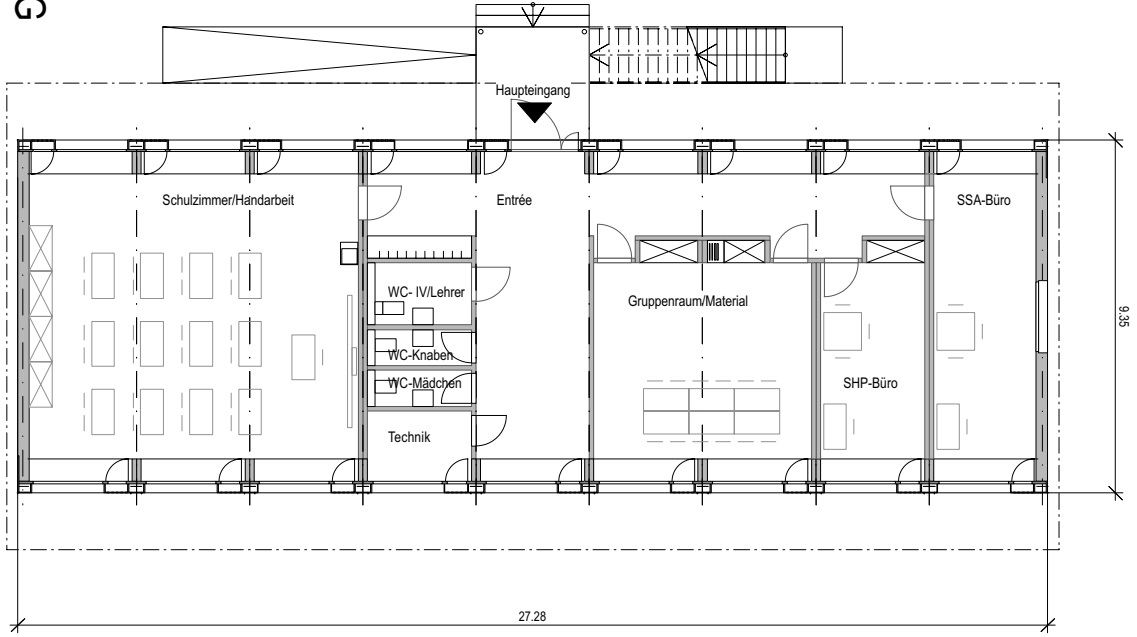 G
Haupteingang
Schulzimmer/Handarbeit
Entrée
SSA-Büro
WC- IV/Lehrer
Gruppenraum/Material
WC-Knaben
WC-Mädchen
SHP-Büro
Technik
9.35
27.28